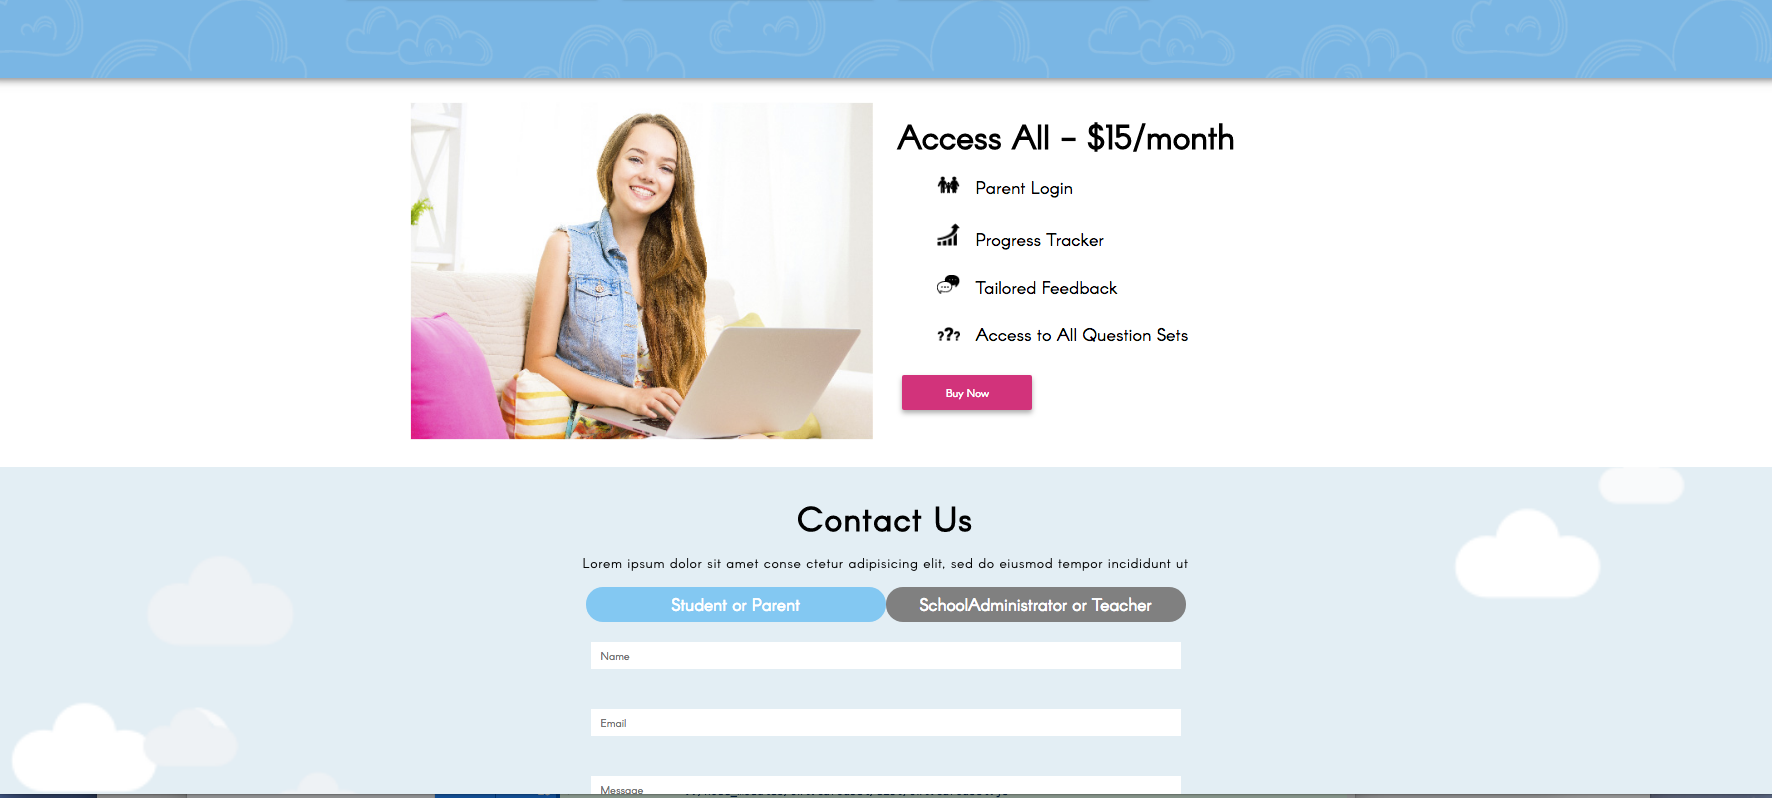 Access All - $15/month
Parent Login
Progress Tracker
Tailored Feedback
??? Access to All Question Sets
Buy Now
Contact Us
Lorem ipsum dolor sit amet conse ctetur adipisicing elit, sed do eiusmod tempor incididunt ut
Student or Parent
SchoolAdministrator or Teacher
Name
Email
Message